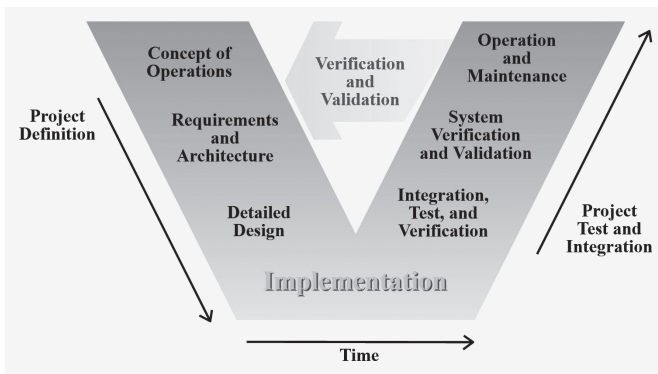 Concept of
Operations
Verification
and
Validation
Operation
and
Maintenance
Project
Definition
Requirements
and
Architecture
System
Verification
and Validation
Detailed
Design
Integration,
Test, and
Verification
Project
Test and
Integration
Implementation
Time